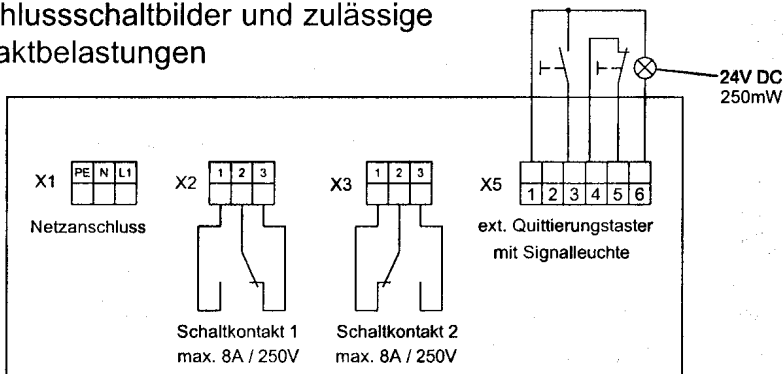 hlussschaltbilder und zulässige
aktbelastungen
24V DC
250mW
X1
PE N L1
Netzanschluss
X2
1 2 3
Schaltkontakt 1
max. 8A / 250V
X3
1 2 3
Schaltkontakt 2
max. 8A / 250V
X5
1 2 3 4 5 6
ext. Quittierungstaster
mit Signalleuchte